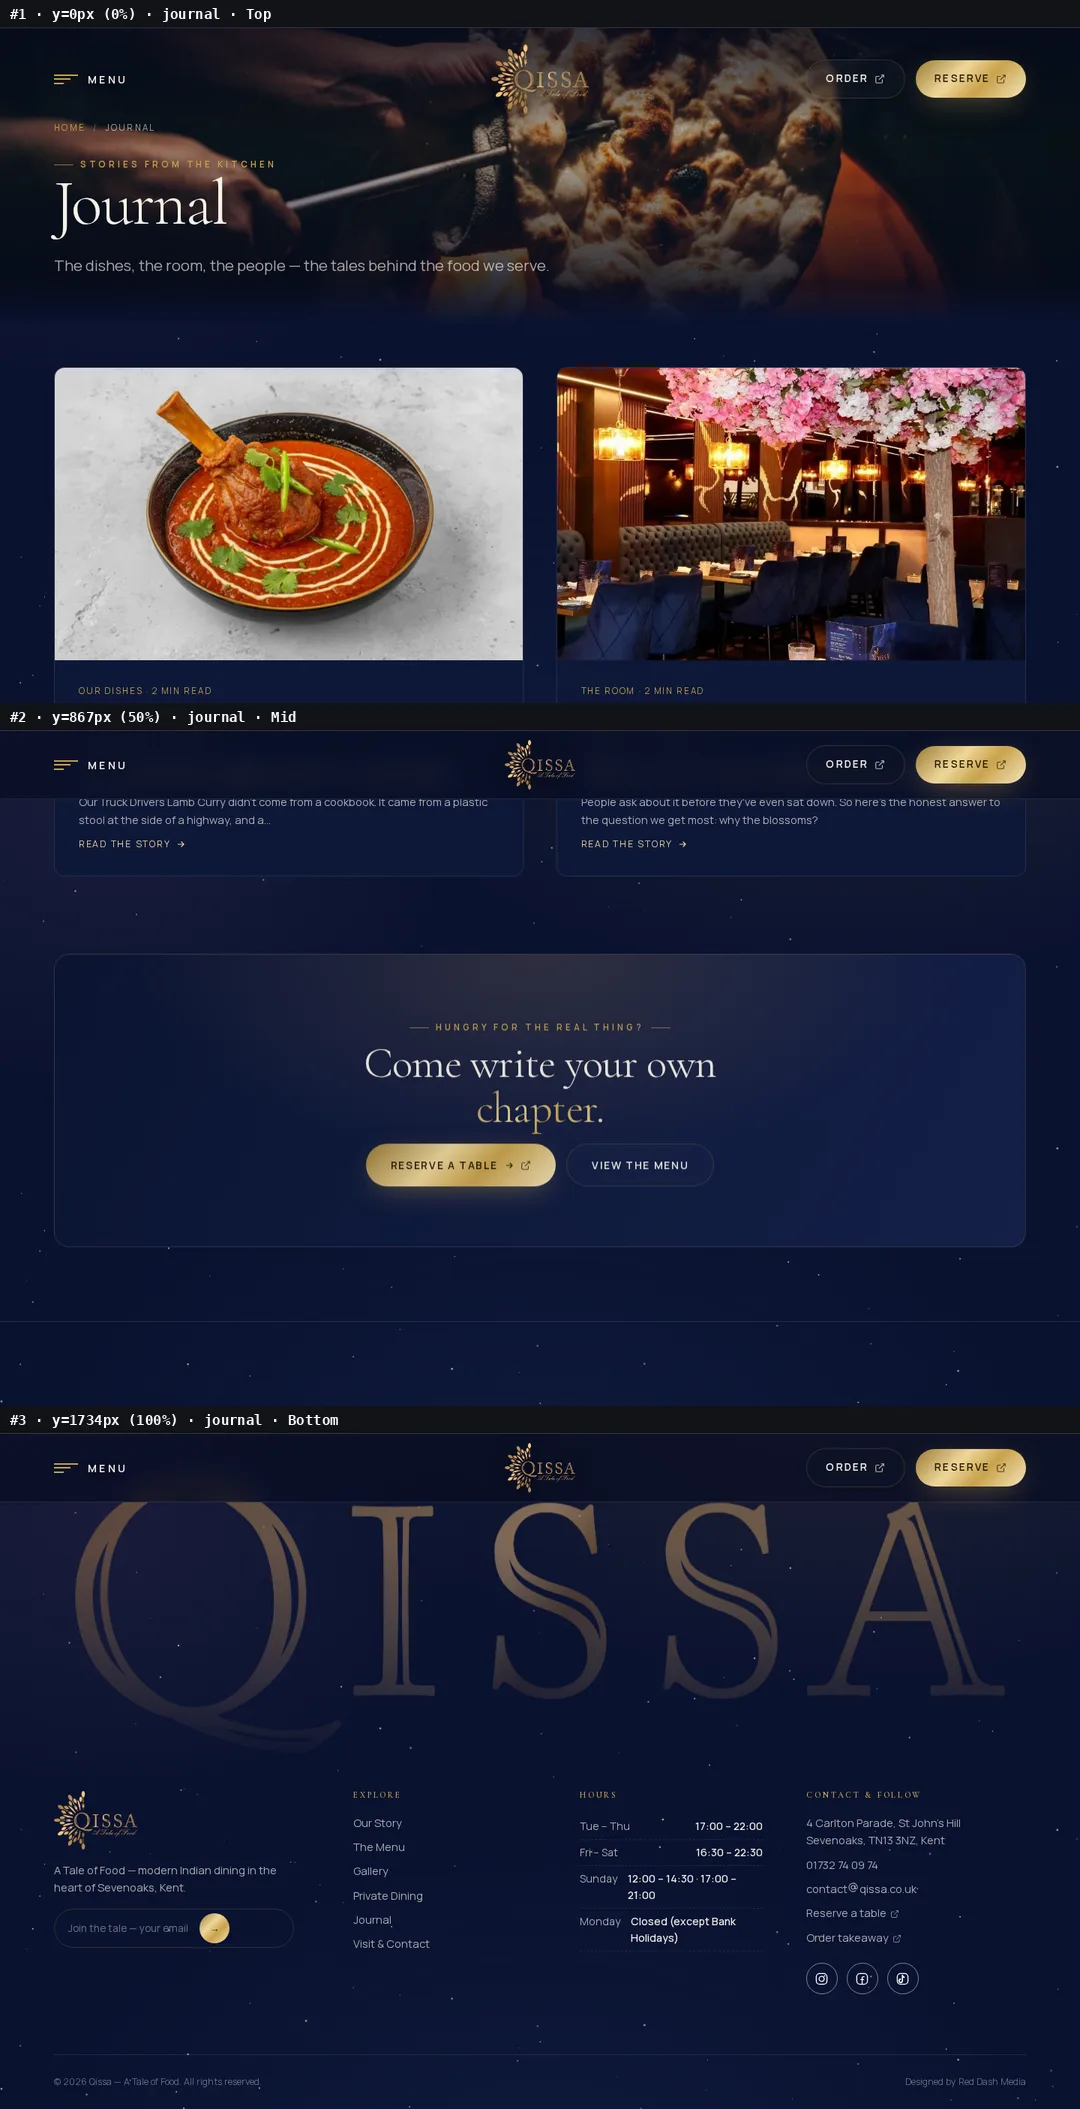 #1 · y=0px (0%) · journal · Top
MENU
QISSA
A Tale of Food
ORDER
RESERVE
HOME / JOURNAL
STORIES FROM THE KITCHEN
Journal
The dishes, the room, the people — the tales behind the food we serve.
OUR DISHES · 2 MIN READ
THE ROOM · 2 MIN READ
#2 · y=867px (50%) · journal · Mid
MENU
QISSA
A Tale of Food
ORDER
RESERVE
Our Truck Drivers Lamb Curry didn't come from a cookbook. It came from a plastic
stool at the side of a highway, and a...
READ THE STORY →
People ask about it before they've even sat down. So here's the honest answer to
the question we get most: why the blossoms?
READ THE STORY →
HUNGRY FOR THE REAL THING?
Come write your own
chapter.
RESERVE A TABLE →
VIEW THE MENU
#3 · y=1734px (100%) · journal · Bottom
MENU
QISSA
A Tale of Food
ORDER
RESERVE
QISSA
QISSA
A Tale of Food
A Tale of Food — modern Indian dining in the
heart of Sevenoaks, Kent.
Join the tale — your email →
EXPLORE
Our Story
The Menu
Gallery
Private Dining
Journal
Visit & Contact
HOURS
Tue – Thu 17:00 – 22:00
Fri – Sat 16:30 – 22:30
Sunday 12:00 – 14:30 · 17:00 –
21:00
Monday Closed (except Bank
Holidays)
CONTACT & FOLLOW
4 Carlton Parade, St John's Hill
Sevenoaks, TN13 3NZ, Kent
01732 74 09 74
contact@qissa.co.uk
Reserve a table
Order takeaway
© 2026 Qissa — A Tale of Food. All rights reserved.
Designed by Red Dash Media